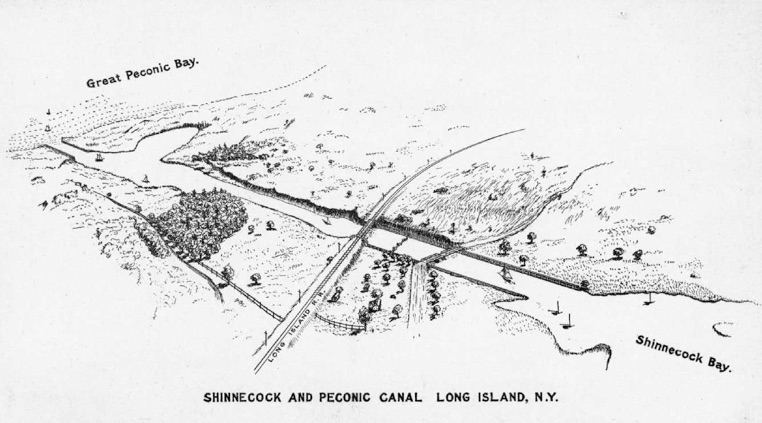 Great Peconic Bay.
LONG ISLAND R.R.
Shinnecock Bay.
SHINNECOCK AND PECONIC CANAL LONG ISLAND, N.Y.